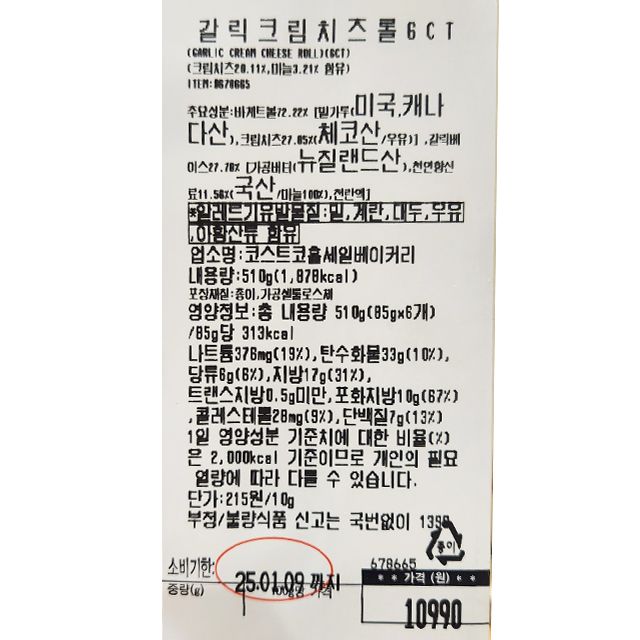 갈릭크림치즈롤6CT
(GARLIC CREAM CHEESE ROLL)(6CT)
(크림치즈20.11%,마늘3.21% 함유)
ITEM:0678665
주요성분:바게트볼72.22% [밀가루(미국,캐나
다산),크림치즈27.05%(체코산/우유)] ,갈릭베
이스27.78% [가공버터(뉴질랜드산),천연향신
료11.56%(국산/마늘100%),전란액]
*알레르기유발물질:밀,계란,대두,우유
,아황산류 함유
업소명:코스트코홀세일베이커리
내용량:510g(1,878kcal)
포장재질:종이,가공셀룰로스제
영양정보:총 내용량 510g(85gx6개)
/85g당 313kcal
나트륨378mg(19%),탄수화물33g(10%),
당류6g(6%),지방17g(31%),
트랜스지방0.5g미만,포화지방10g(67%)
,콜레스테롤28mg(9%),단백질7g(13%)
1일 영양성분 기준치에 대한 비율(%)
은 2,000kcal 기준이므로 개인의 필요
열량에 따라 다를 수 있습니다.
단가:215원/10g
부정/불량식품 신고는 국번없이 1399
종이
소비기한: 25.01.09 까지
678665
중량(g) 100g당 가격
* * 가격 (원) * *
10990